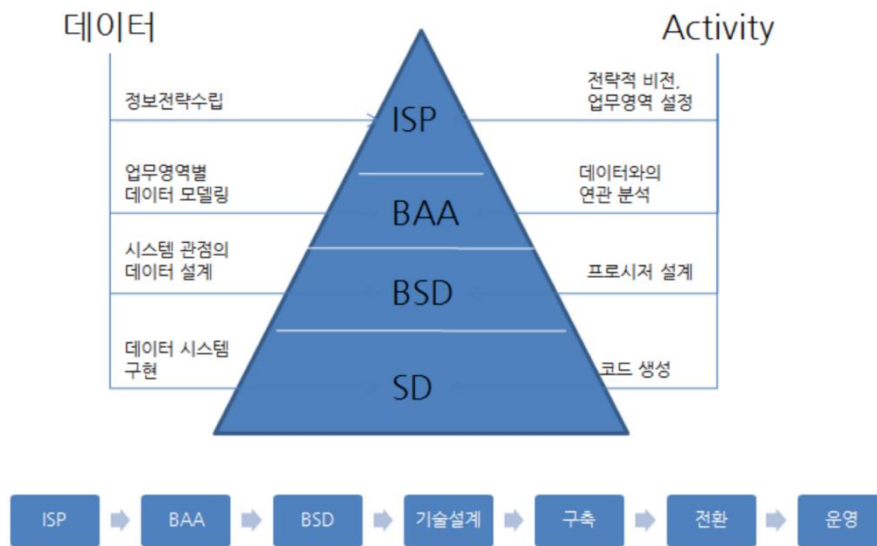 데이터
Activity
정보전략수립
전략적 비전,
업무영역 설정
ISP
업무영역별
데이터 모델링
데이터와의
연관 분석
BAA
시스템 관점의
데이터 설계
프로시저 설계
BSD
데이터 시스템
구현
코드 생성
SD
ISP
BAA
BSD
기술설계
구축
전환
운영